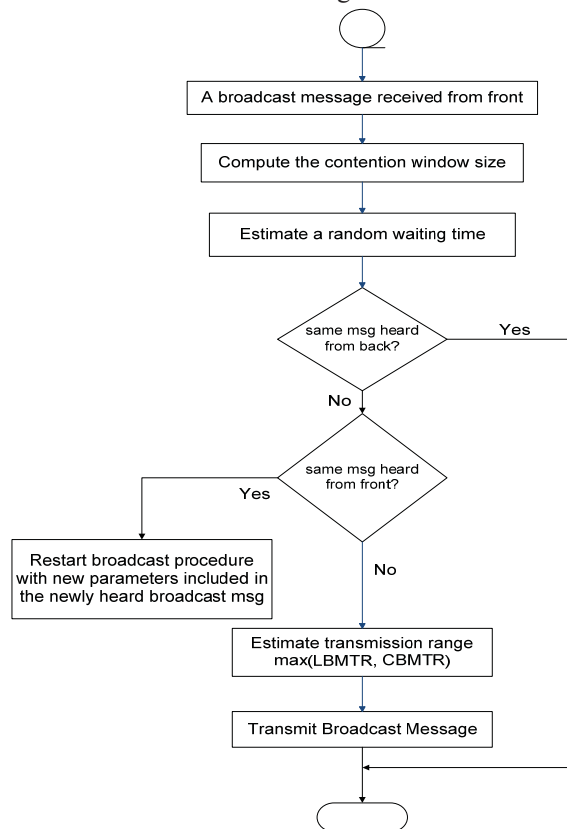 A broadcast message received from front
Compute the contention window size
Estimate a random waiting time
same msg heard
from back?
Yes
No
same msg heard
from front?
Yes
No
Restart broadcast procedure
with new parameters included in
the newly heard broadcast msg
Estimate transmission range
max(LBMTR, CBMTR)
Transmit Broadcast Message